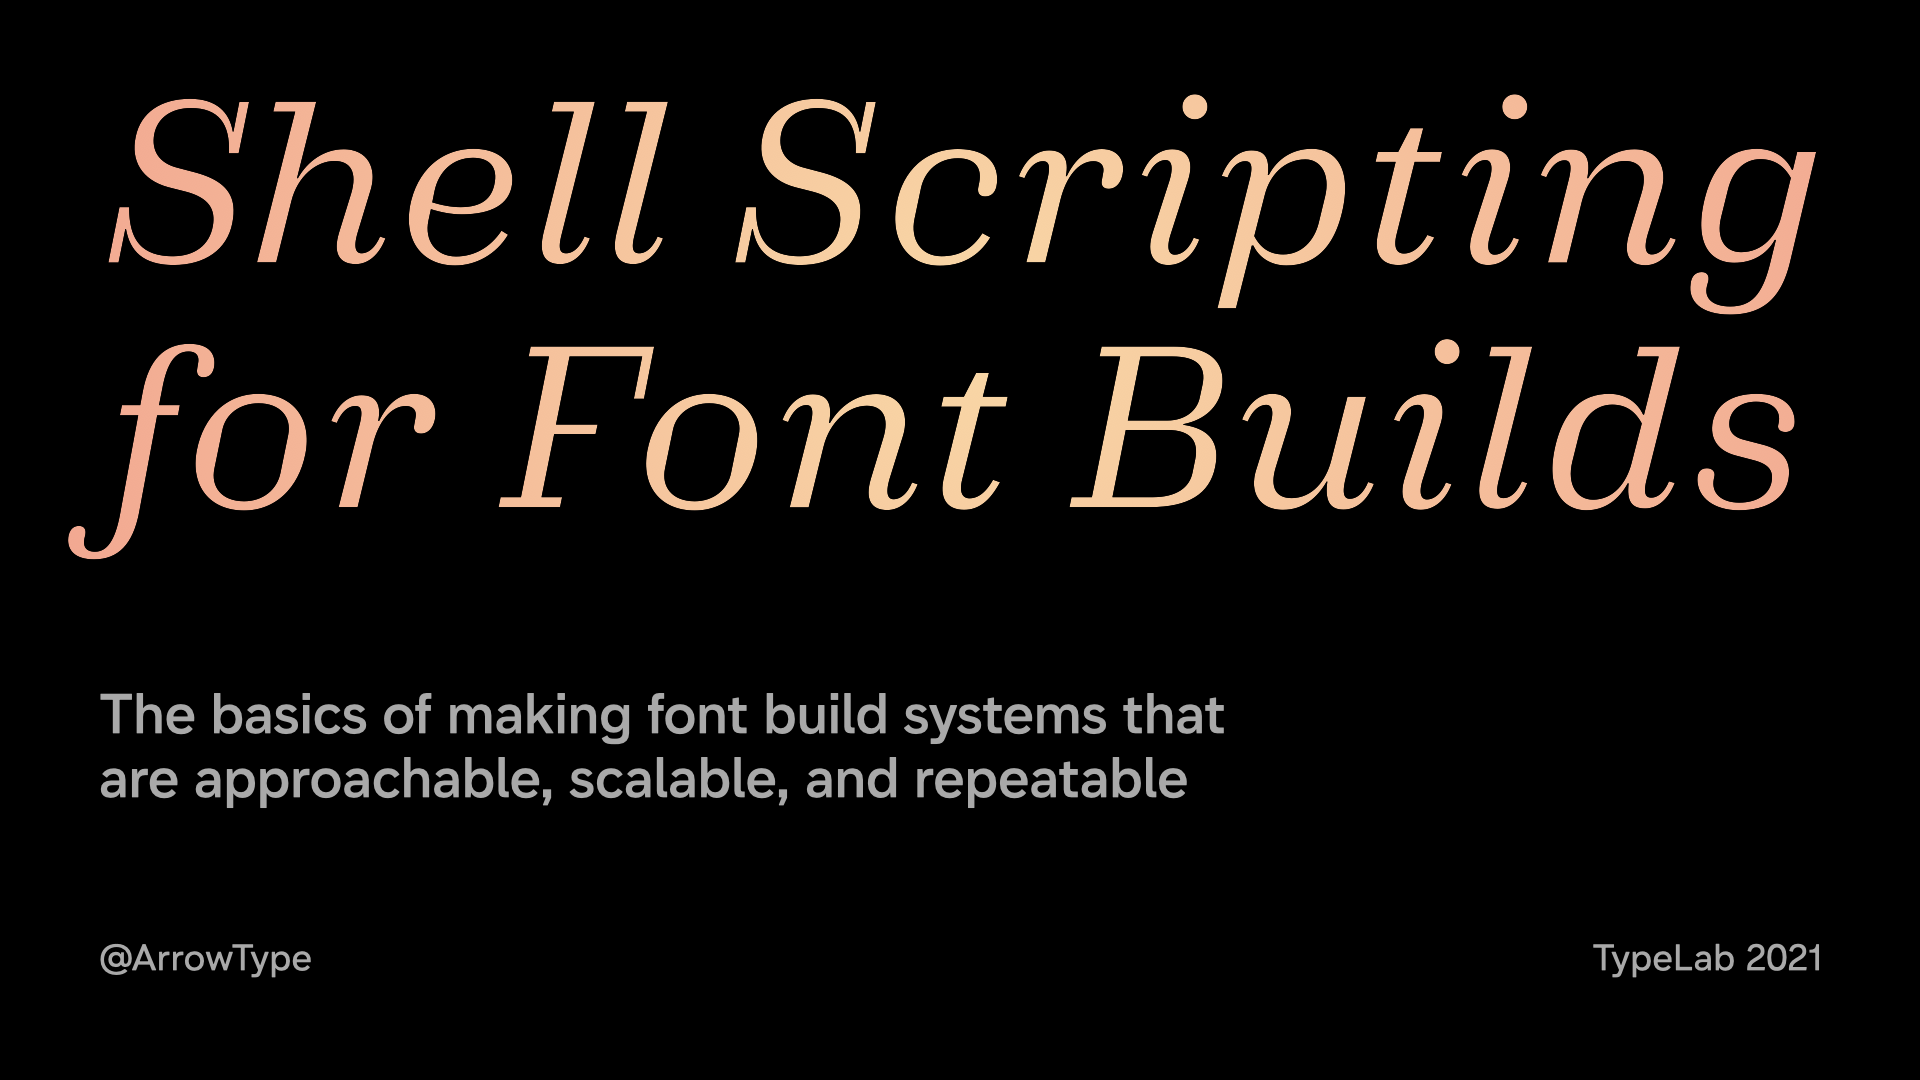 Shell Scripting
for Font Builds
The basics of making font build systems that
are approachable, scalable, and repeatable
@ArrowType
TypeLab 2021